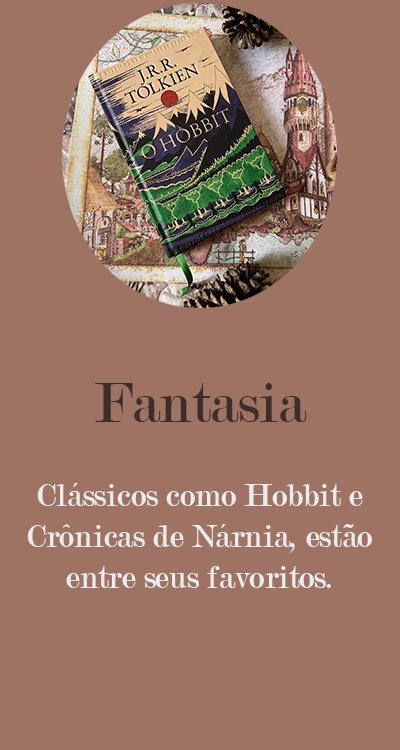 J.R.R.
TOLKIEN
O HOBBIT
Fantasia
Clássicos como Hobbit e
Crônicas de Nárnia, estão
entre seus favoritos.